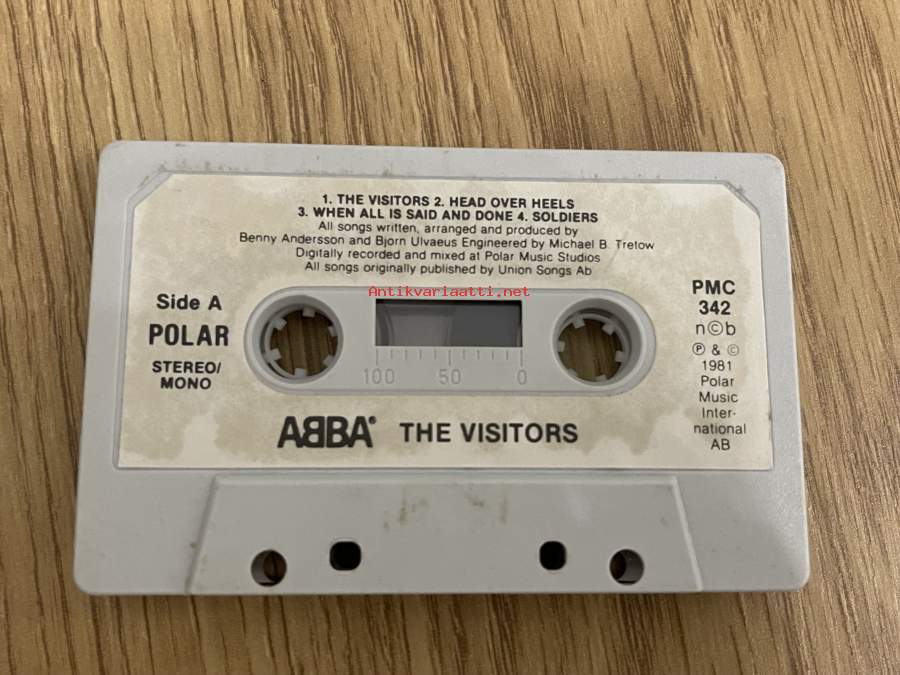 1. THE VISITORS 2. HEAD OVER HEELS
3. WHEN ALL IS SAID AND DONE 4. SOLDIERS
All songs written, arranged and produced by
Benny Andersson and Bjorn Ulvaeus Engineered by Michael B. Tretow
Digitally recorded and mixed at Polar Music Studios
All songs originally published by Union Songs Ab
Antikvariaatti.net
Side A
POLAR
STEREO/
MONO
100 50 0
PMC
342
n©b
℗ & ©
1981
Polar
Music
Inter-
national
AB
ABBA® THE VISITORS